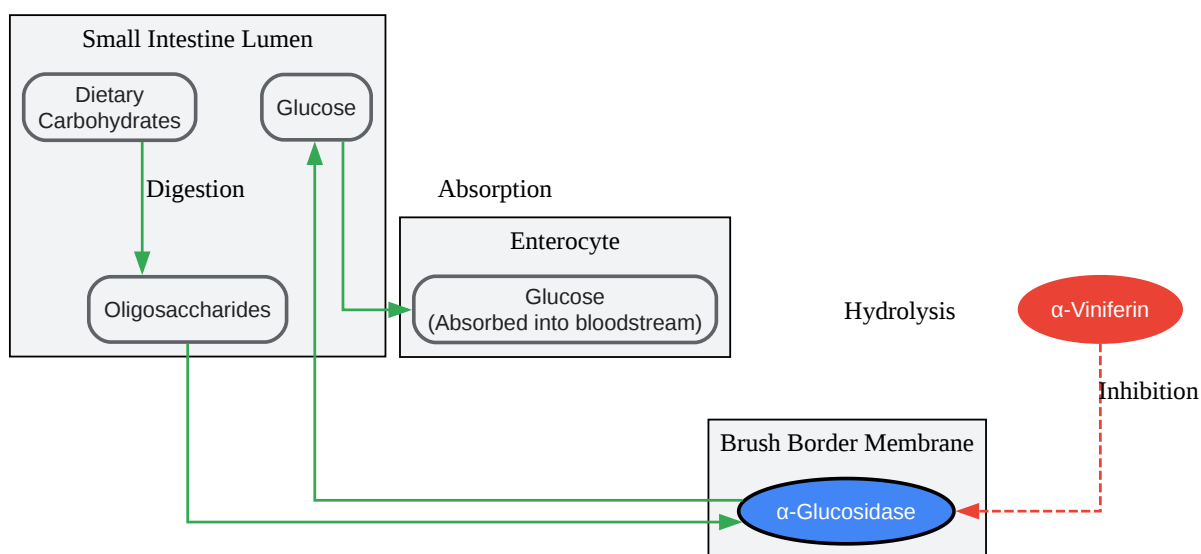 Small Intestine Lumen
Dietary
Carbohydrates
Glucose
Digestion
Absorption
Enterocyte
Oligosaccharides
Glucose
(Absorbed into bloodstream)
Hydrolysis
α-Viniferin
Inhibition
Brush Border Membrane
α-Glucosidase